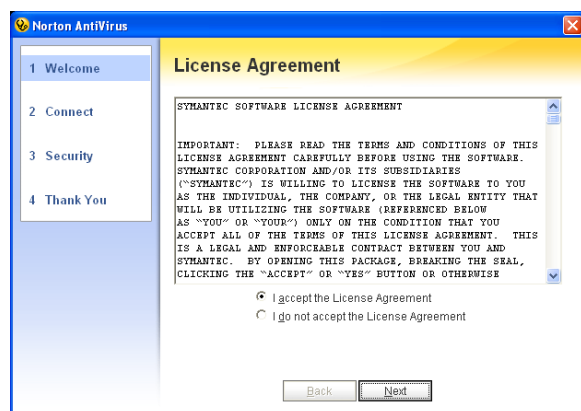 Norton AntiVirus
1 Welcome
2 Connect
3 Security
4 Thank You
License Agreement
SYMANTEC SOFTWARE LICENSE AGREEMENT
IMPORTANT: PLEASE READ THE TERMS AND CONDITIONS OF THIS
LICENSE AGREEMENT CAREFULLY BEFORE USING THE SOFTWARE.
SYMANTEC CORPORATION AND/OR ITS SUBSIDIARIES
("SYMANTEC") IS WILLING TO LICENSE THE SOFTWARE TO YOU
AS THE INDIVIDUAL, THE COMPANY, OR THE LEGAL ENTITY THAT
WILL BE UTILIZING THE SOFTWARE (REFERENCED BELOW
AS "YOU" OR "YOUR") ONLY ON THE CONDITION THAT YOU
ACCEPT ALL OF THE TERMS OF THIS LICENSE AGREEMENT. THIS
IS A LEGAL AND ENFORCEABLE CONTRACT BETWEEN YOU AND
SYMANTEC. BY OPENING THIS PACKAGE, BREAKING THE SEAL,
CLICKING THE "ACCEPT" OR "YES" BUTTON OR OTHERWISE
I accept the License Agreement
I do not accept the License Agreement
Back Next